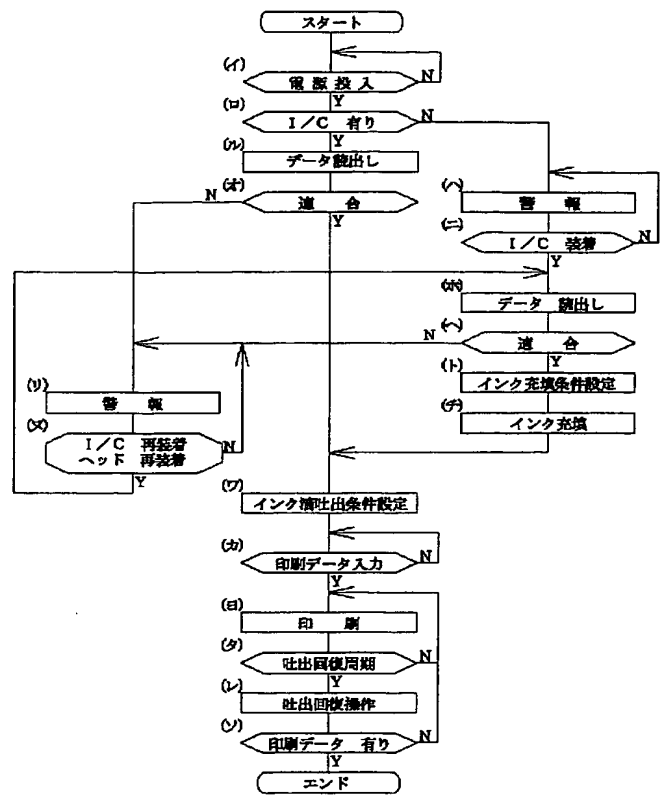 スタート
(イ)
電源投入
N
Y
(ロ)
I/C 有り
N
Y
(ル)
データ読出し
(オ)
適合
N
Y
(ハ)
警報
(ニ)
I/C 装着
N
Y
(ホ)
データ 読出し
(ヘ)
適合
N
Y
(ト)
インク充填条件設定
(チ)
インク充填
(リ)
警報
(ヌ)
I/C 再装着
ヘッド 再装着
N
Y
(ワ)
インク滴吐出条件設定
(カ)
印刷データ入力
N
Y
(ヨ)
印刷
(タ)
吐出回復周期
N
Y
(レ)
吐出回復操作
(ソ)
印刷データ 有り
N
Y
エンド